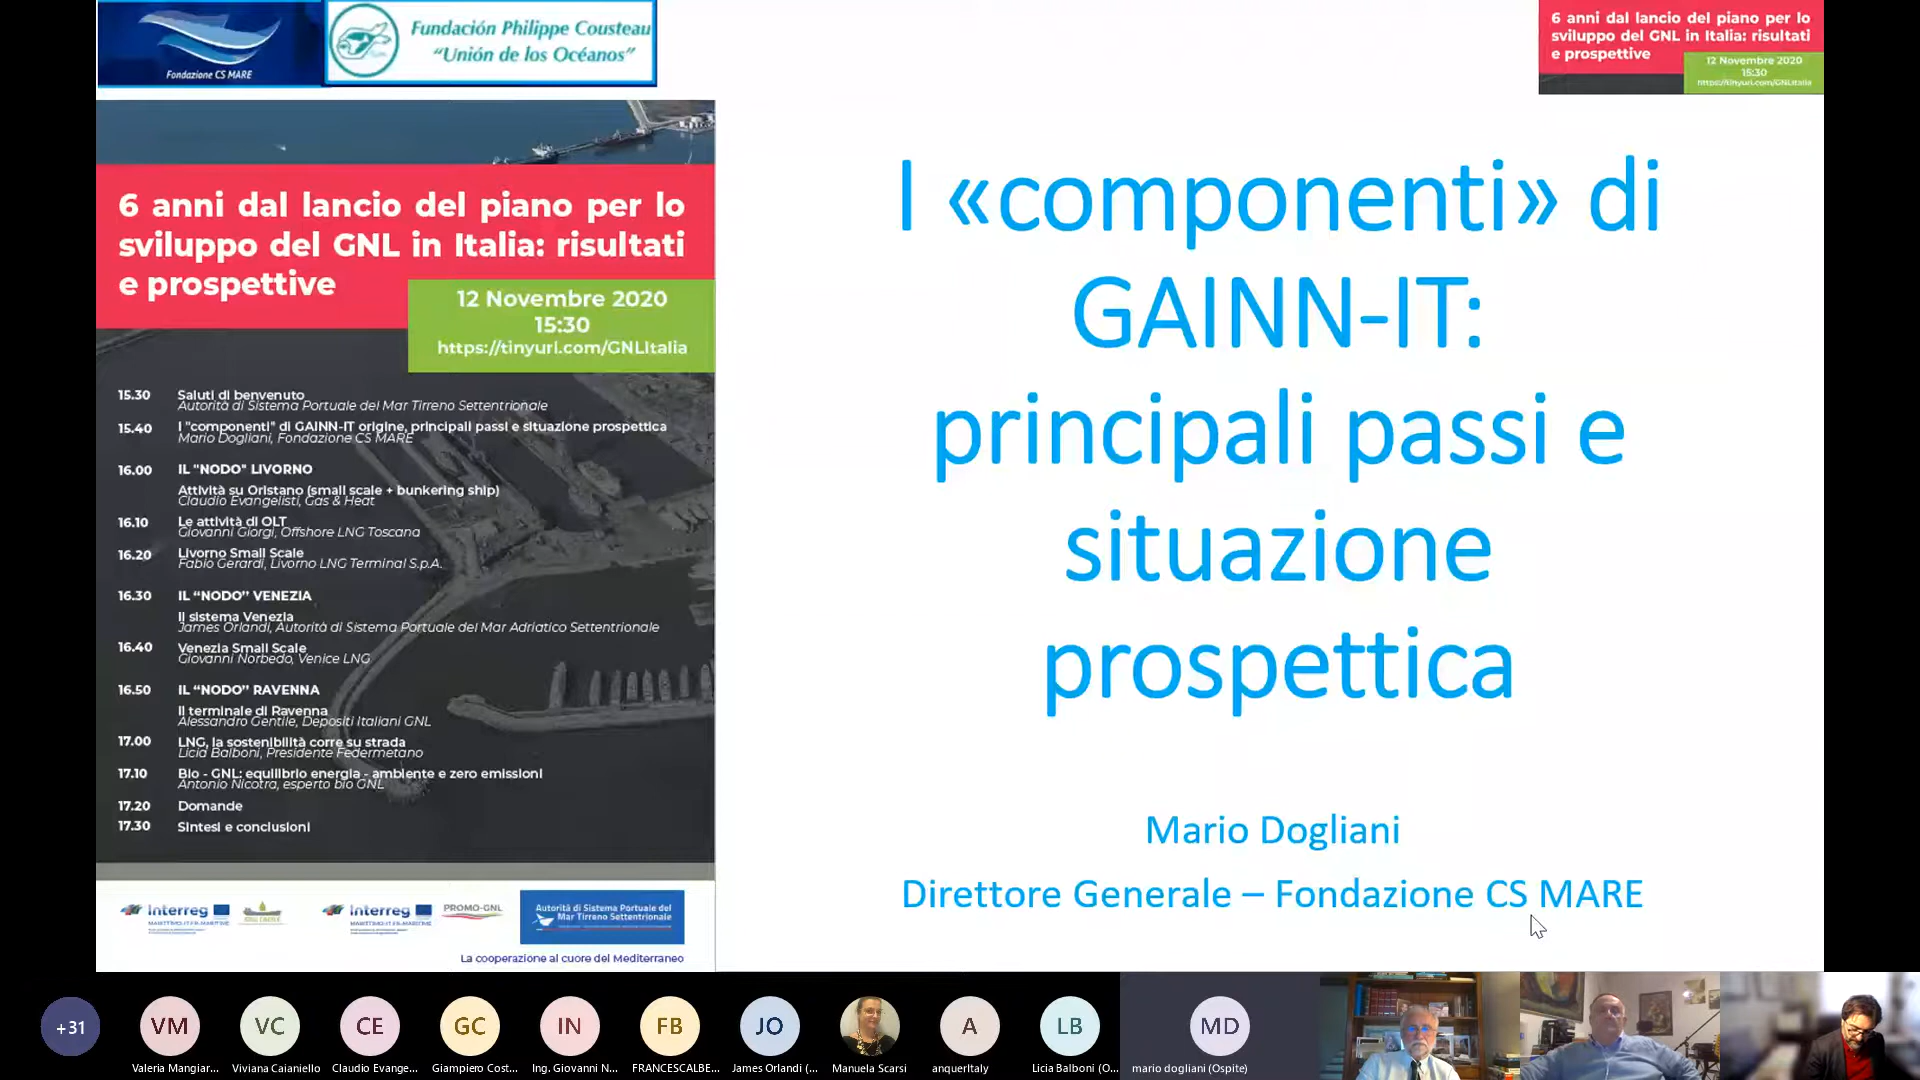 Fondazione CS MARE
Fundación Philippe Cousteau
"Unión de los Océanos"
6 anni dal lancio del piano per lo
sviluppo del GNL in Italia: risultati
e prospettive
12 Novembre 2020
15:30
https://tinyurl.com/GNLItalia
6 anni dal lancio del piano per lo
sviluppo del GNL in Italia: risultati
e prospettive
12 Novembre 2020
15:30
https://tinyurl.com/GNLItalia
15.30 Saluti di benvenuto
Autorità di Sistema Portuale del Mar Tirreno Settentrionale
15.40 I "componenti" di GAINN-IT origine, principali passi e situazione prospettica
Mario Dogliani, Fondazione CS MARE
16.00 IL "NODO" LIVORNO
Attività su Oristano (small scale + bunkering ship)
Claudio Evangelisti, Gas & Heat
16.10 Le attività di OLT
Giovanni Giorgi, Offshore LNG Toscana
16.20 Livorno Small Scale
Fabio Gerardi, Livorno LNG Terminal S.p.A.
16.30 IL “NODO” VENEZIA
Il sistema Venezia
James Orlandi, Autorità di Sistema Portuale del Mar Adriatico Settentrionale
16.40 Venezia Small Scale
Giovanni Norbedo, Venice LNG
16.50 IL “NODO” RAVENNA
Il terminale di Ravenna
Alessandro Gentile, Depositi Italiani GNL
17.00 LNG, la sostenibilità corre su strada
Licia Balboni, Presidente Federmetano
17.10 Bio - GNL: equilibrio energia - ambiente e zero emissioni
Antonio Nicotra, esperto bio GNL
17.20 Domande
17.30 Sintesi e conclusioni
Interreg
Interreg
PROMO-GNL
Autorità di Sistema Portuale del
Mar Tirreno Settentrionale
La cooperazione al cuore del Mediterraneo
I «componenti» di
GAINN-IT:
principali passi e
situazione
prospettica
Mario Dogliani
Direttore Generale – Fondazione CS MARE
+31
VM
VC
CE
GC
IN
FB
JO
A
LB
MD
Valeria Mangiar...
Viviana Caianiello
Claudio Evange...
Giampiero Cost...
Ing. Giovanni N...
FRANCESCALBE...
James Orlandi (...
Manuela Scarsi
anquerItaly
Licia Balboni (O...
mario dogliani (Ospite)